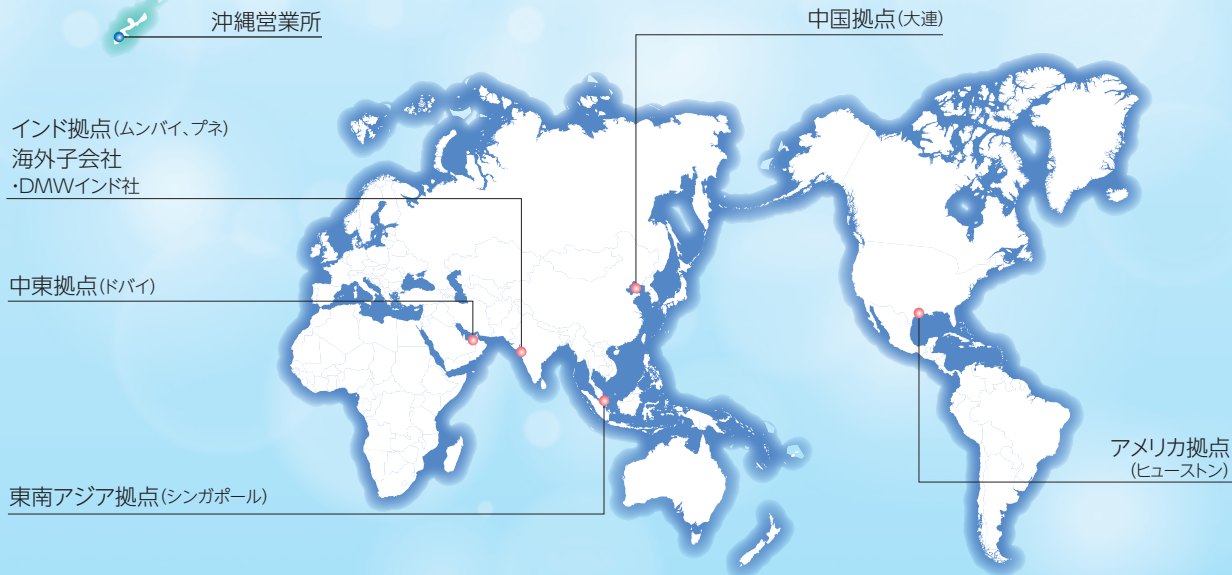 沖縄営業所
中国拠点(大連)
インド拠点(ムンバイ、プネ)
海外子会社
・DMWインド社
中東拠点(ドバイ)
アメリカ拠点
(ヒューストン)
東南アジア拠点(シンガポール)